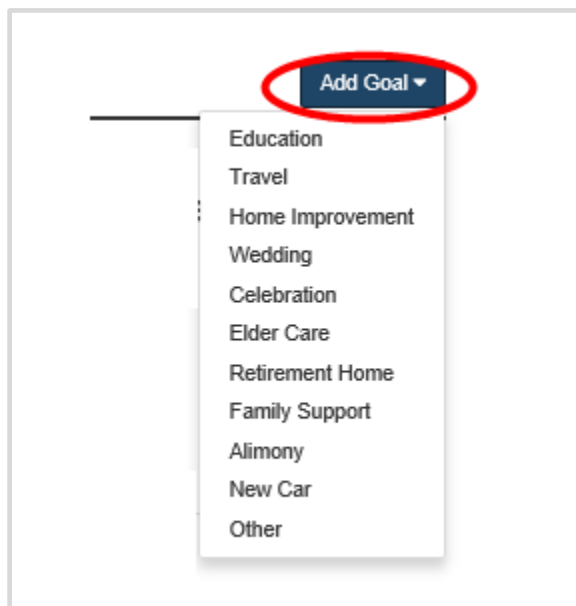 Add Goal
Education
Travel
Home Improvement
Wedding
Celebration
Elder Care
Retirement Home
Family Support
Alimony
New Car
Other